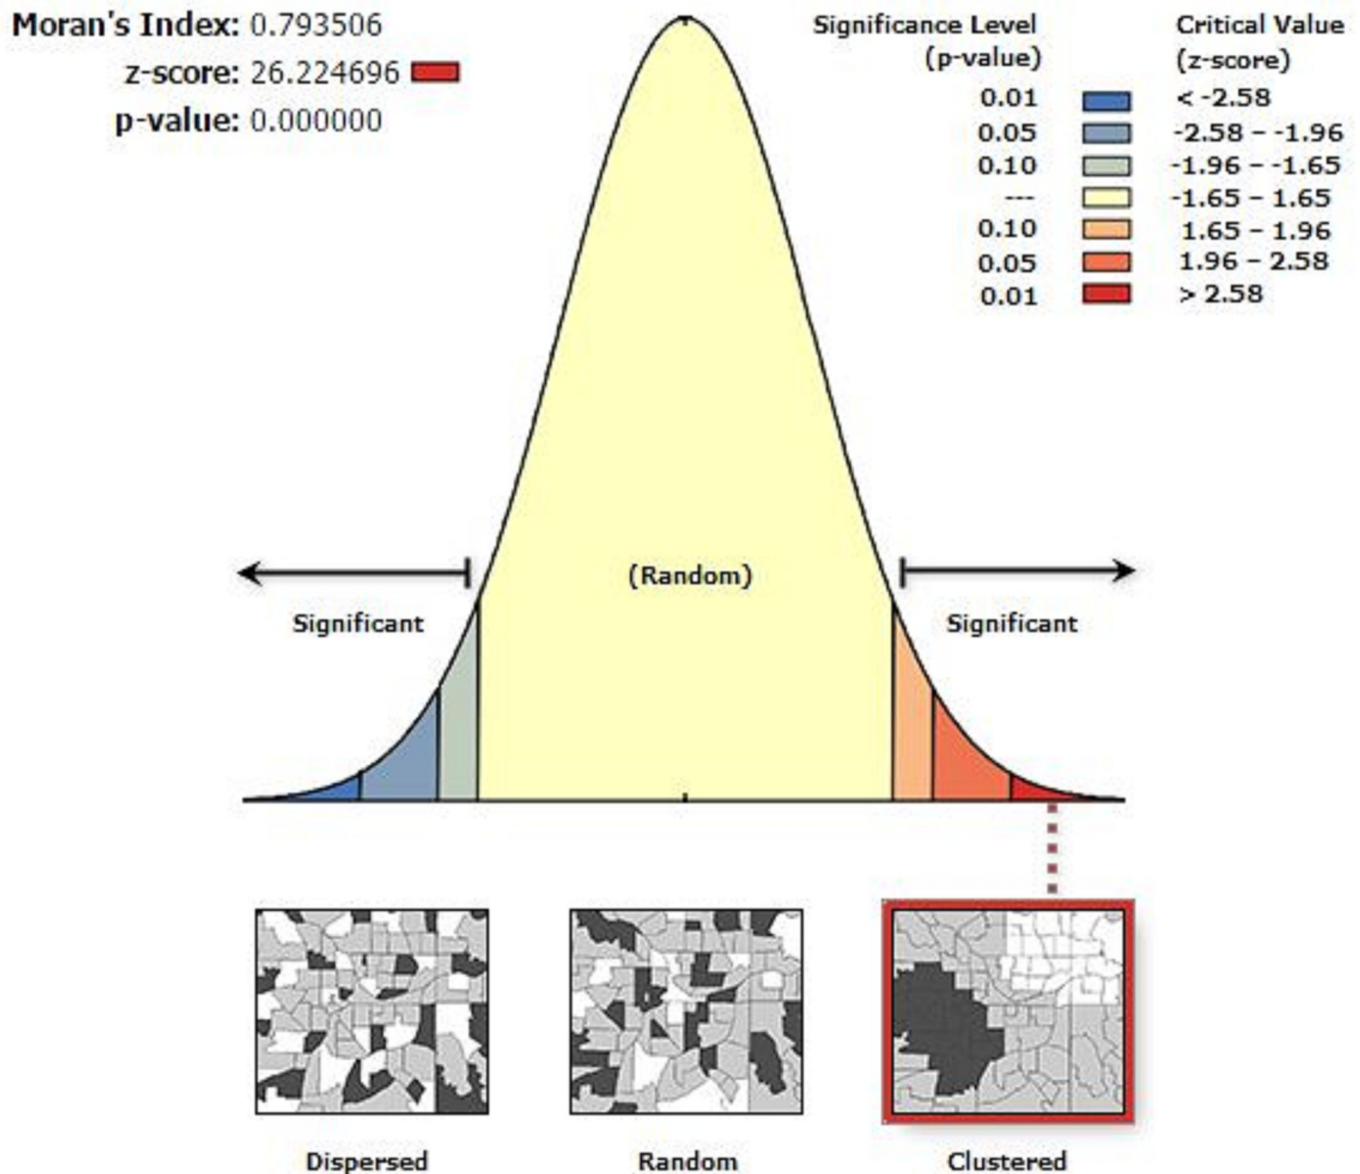 Moran's Index: 0.793506
z-score: 26.224696
p-value: 0.000000
Significance Level
(p-value)
Critical Value
(z-score)
0.01 < -2.58
0.05 -2.58 – -1.96
0.10 -1.96 – -1.65
--- -1.65 – 1.65
0.10 1.65 – 1.96
0.05 1.96 – 2.58
0.01 > 2.58
(Random)
Significant
Significant
Dispersed
Random
Clustered